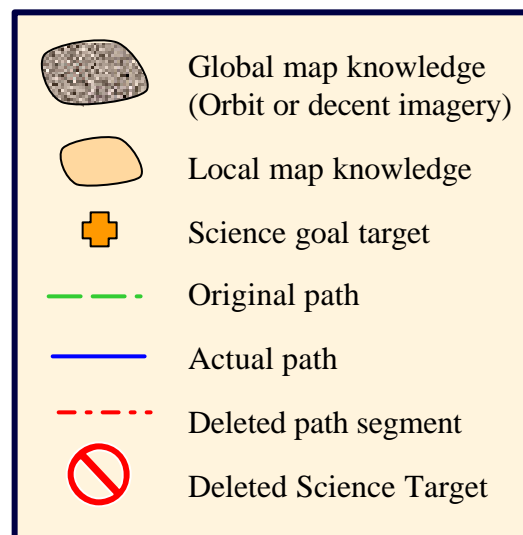 Global map knowledge
(Orbit or decent imagery)
Local map knowledge
Science goal target
Original path
Actual path
Deleted path segment
Deleted Science Target